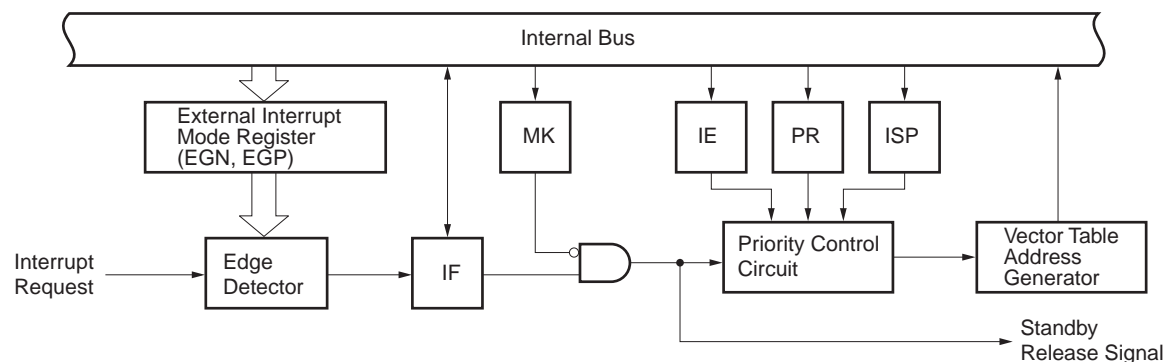 Internal Bus
External Interrupt
Mode Register
(EGN, EGP)
MK
IE
PR
ISP
Interrupt
Request
Edge
Detector
IF
Priority Control
Circuit
Vector Table
Address
Generator
Standby
Release Signal